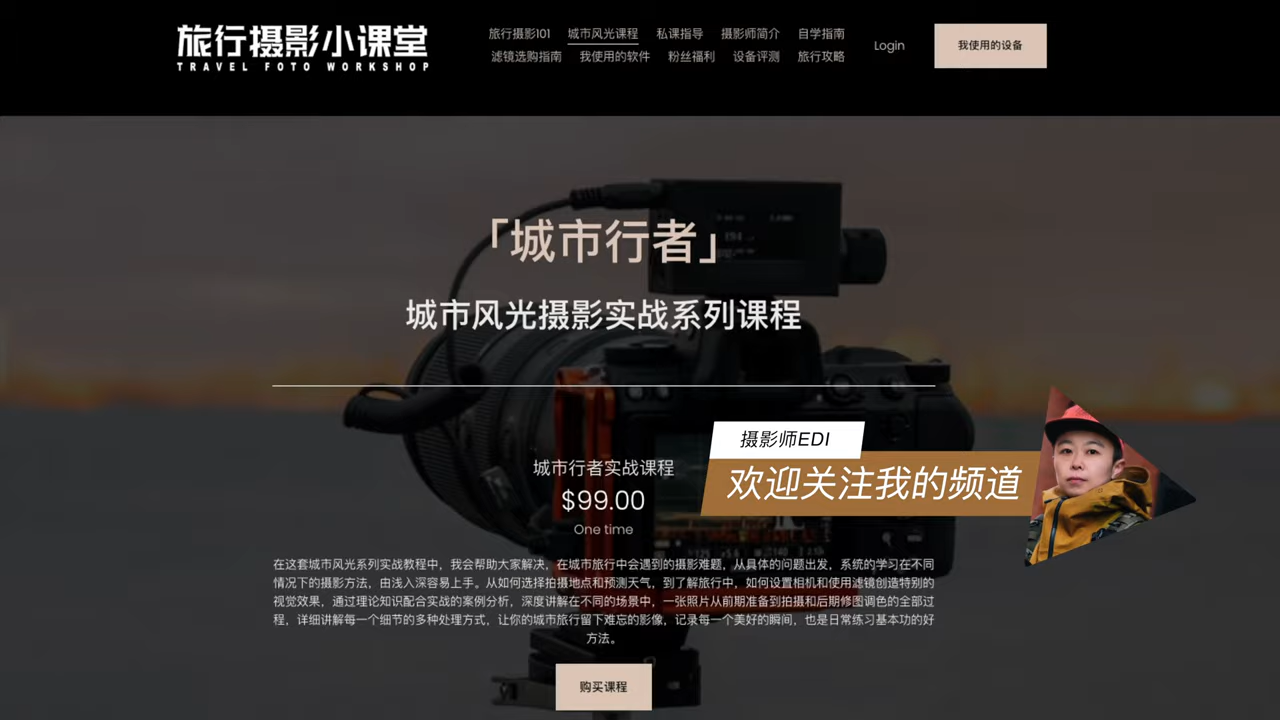 旅行摄影小课堂
TRAVEL FOTO WORKSHOP
旅行摄影101 城市风光课程 私课指导 摄影师简介 自学指南
滤镜选购指南 我使用的软件 粉丝福利 设备评测 旅行攻略
Login
我使用的设备
「城市行者」
城市风光摄影实战系列课程
摄影师EDI
欢迎关注我的频道
城市行者实战课程
$99.00
One time
在这套城市风光系列实战教程中，我会帮助大家解决，在城市旅行中会遇到的摄影难题，从具体的问题出发，系统的学习在不同
情况下的摄影方法，由浅入深容易上手。从如何选择拍摄地点和预测天气，到了解旅行中，如何设置相机和使用滤镜创造特别的
视觉效果，通过理论知识配合实战的案例分析，深度讲解在不同的场景中，一张照片从前期准备到拍摄和后期修图调色的全部过
程，详细讲解每一个细节的多种处理方式，让你的城市旅行留下难忘的影像，记录每一个美好的瞬间，也是日常练习基本功的好
方法。
购买课程